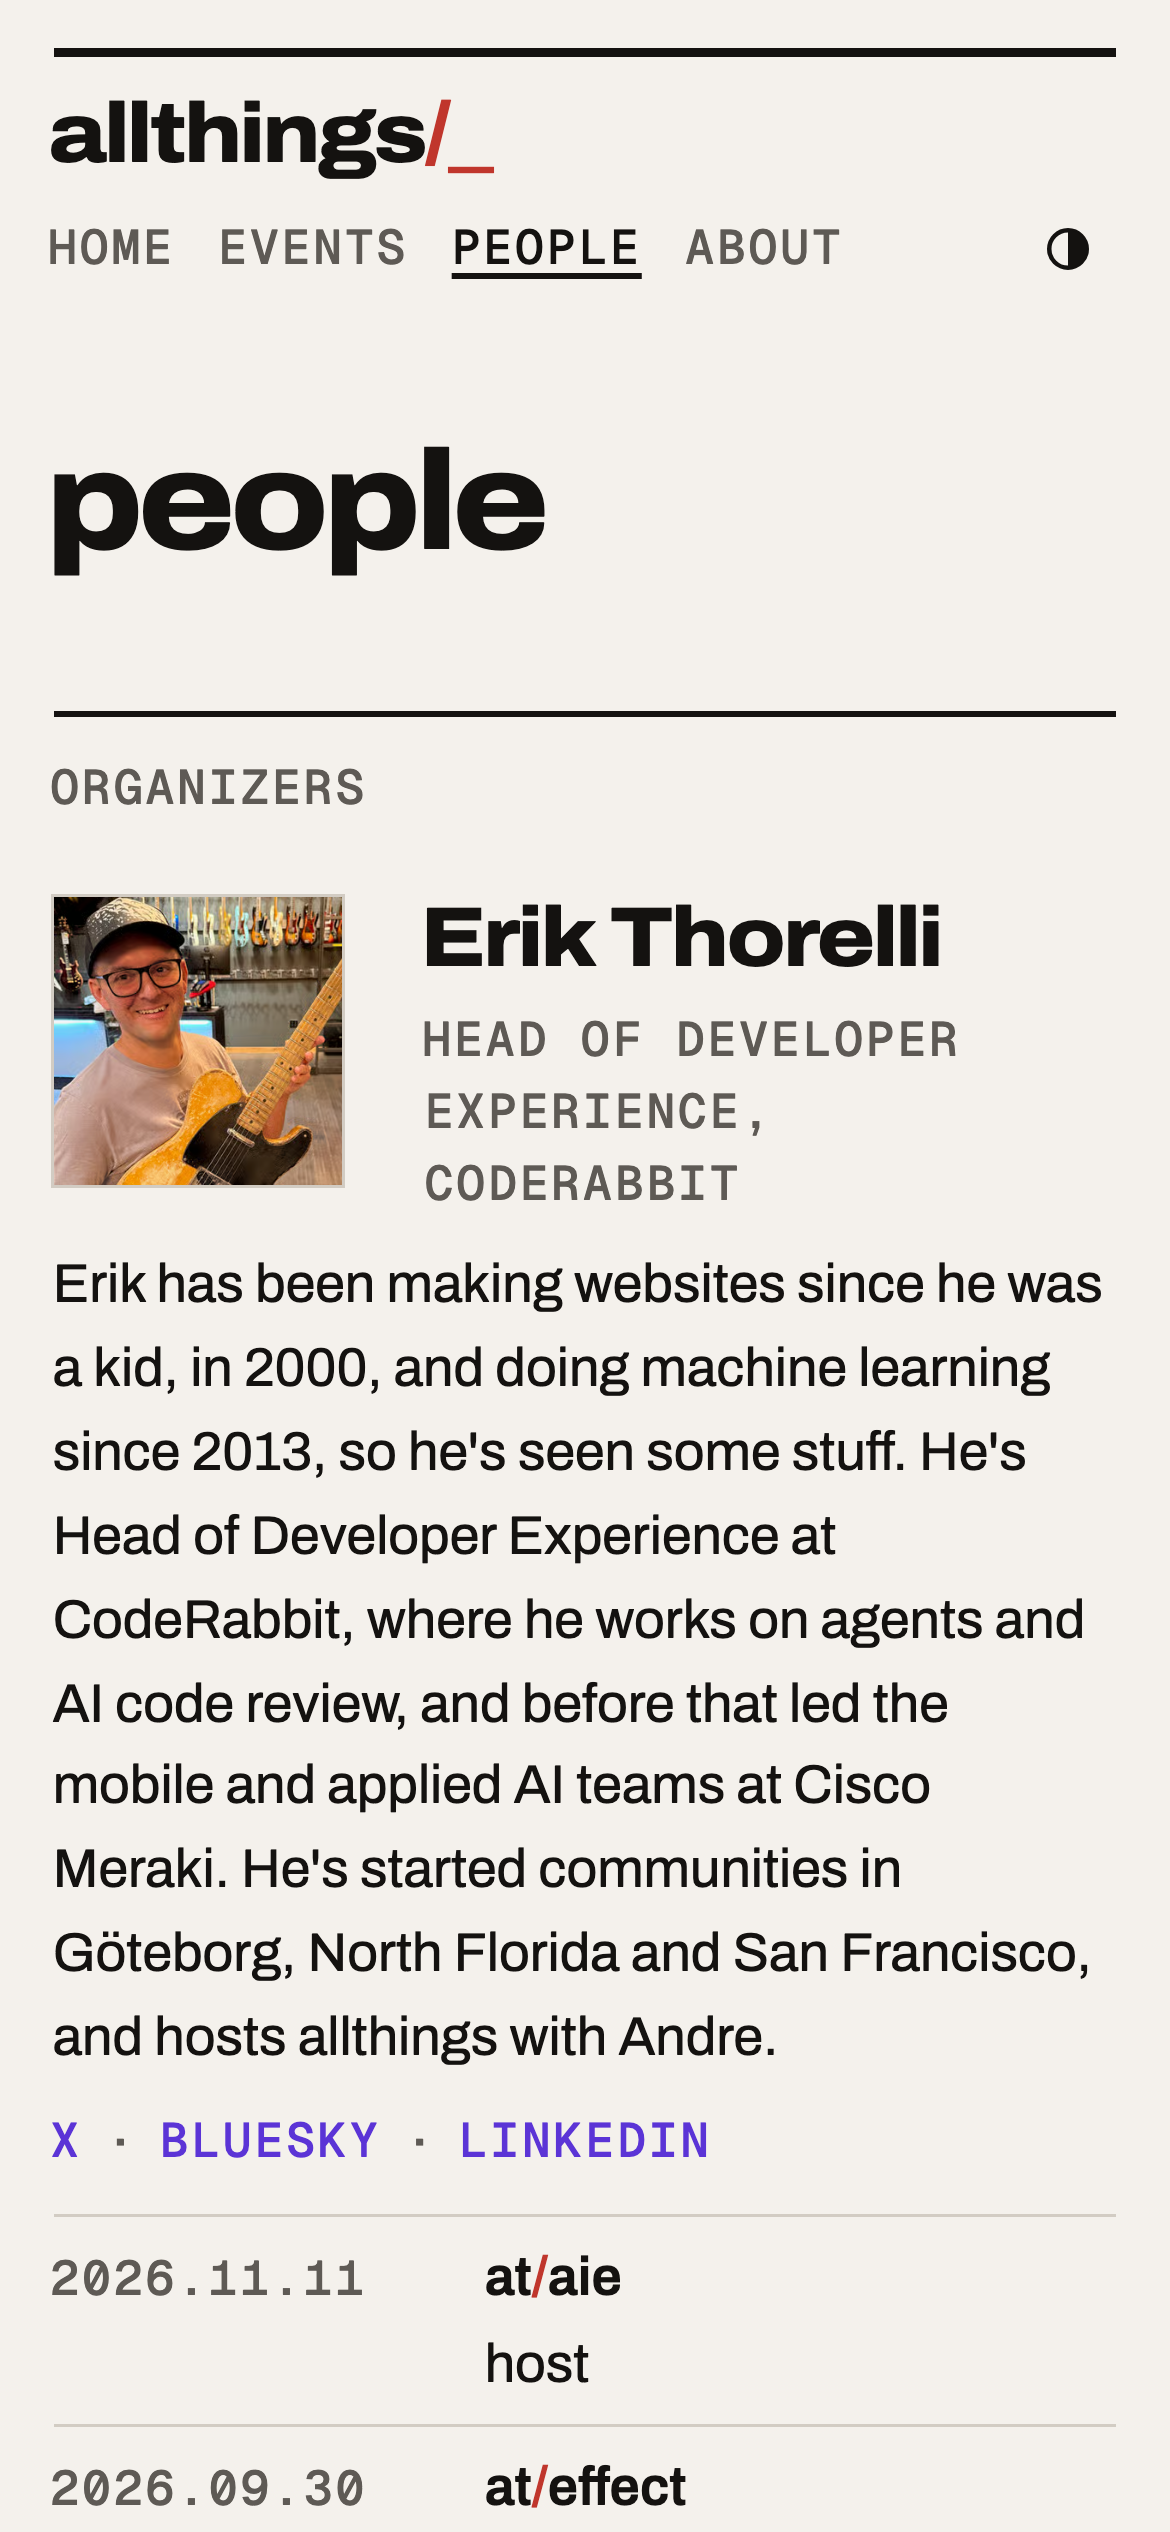 allthings/_
HOME EVENTS PEOPLE ABOUT
people
ORGANIZERS
Erik Thorelli
HEAD OF DEVELOPER
EXPERIENCE,
CODERABBIT
Erik has been making websites since he was
a kid, in 2000, and doing machine learning
since 2013, so he's seen some stuff. He's
Head of Developer Experience at
CodeRabbit, where he works on agents and
AI code review, and before that led the
mobile and applied AI teams at Cisco
Meraki. He's started communities in
Göteborg, North Florida and San Francisco,
and hosts allthings with Andre.
X · BLUESKY · LINKEDIN
2026.11.11 at/aie
host
2026.09.30 at/effect